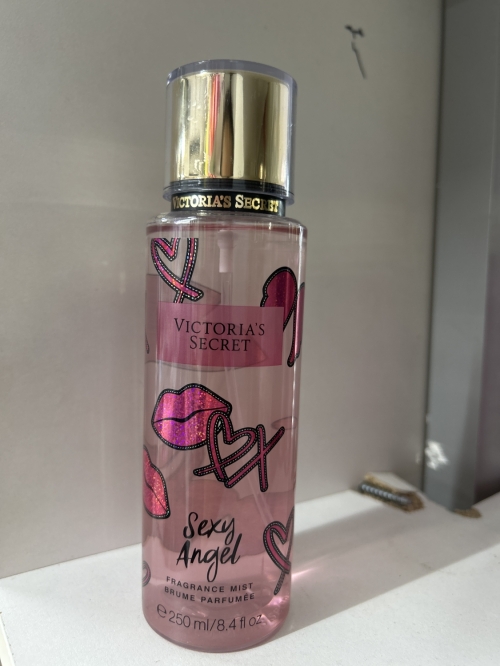 VICTORIA'S SECRET
VICTORIA'S
SECRET
Sexy
Angel
FRAGRANCE MIST
BRUME PARFUMÉE
℮ 250 ml/8.4 fl oz